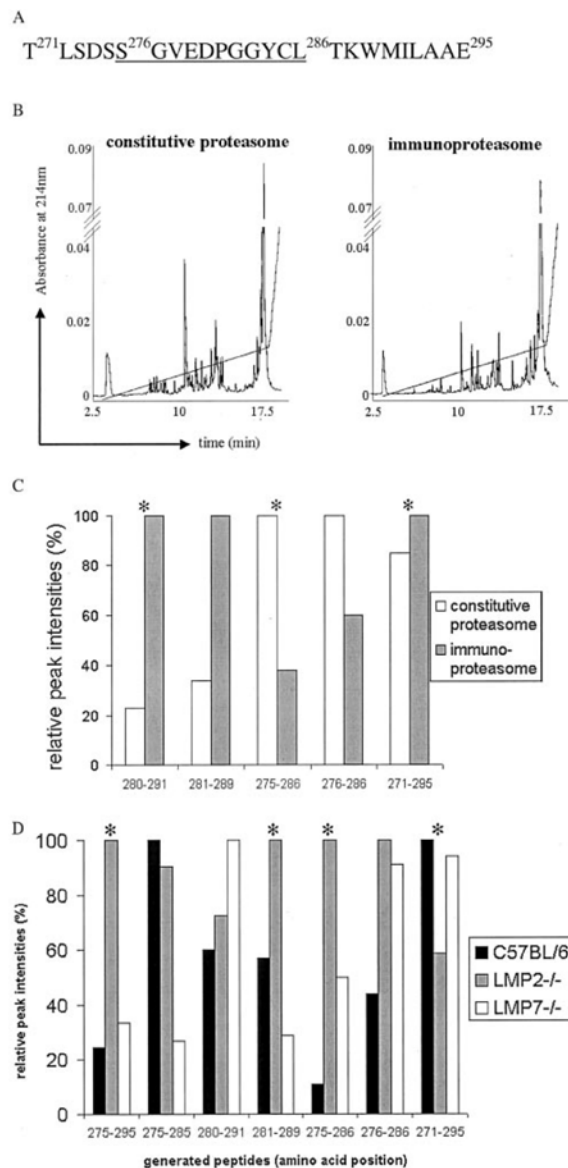 A
T²⁷¹LSDSS²⁷⁶GVEDPGGYCL²⁸⁶TKWMILAAE²⁹⁵
B
constitutive proteasome
immunoproteasome
Absorbance at 214nm
0.09
0.07
0.04
0.02
0.01
0
2.5
10
17.5
0.09
0.07
0.04
0.02
0.01
0
2.5
10
17.5
time (min)
C
relative peak intensities (%)
100
80
60
40
20
0
*
*
*
constitutive
proteasome
immuno-
proteasome
280-291
281-289
275-286
276-286
271-295
D
relative peak intensities (%)
100
80
60
40
20
0
*
*
*
*
C57BL/6
LMP2-/-
LMP7-/-
275-295
275-285
280-291
281-289
275-286
276-286
271-295
generated peptides (amino acid position)